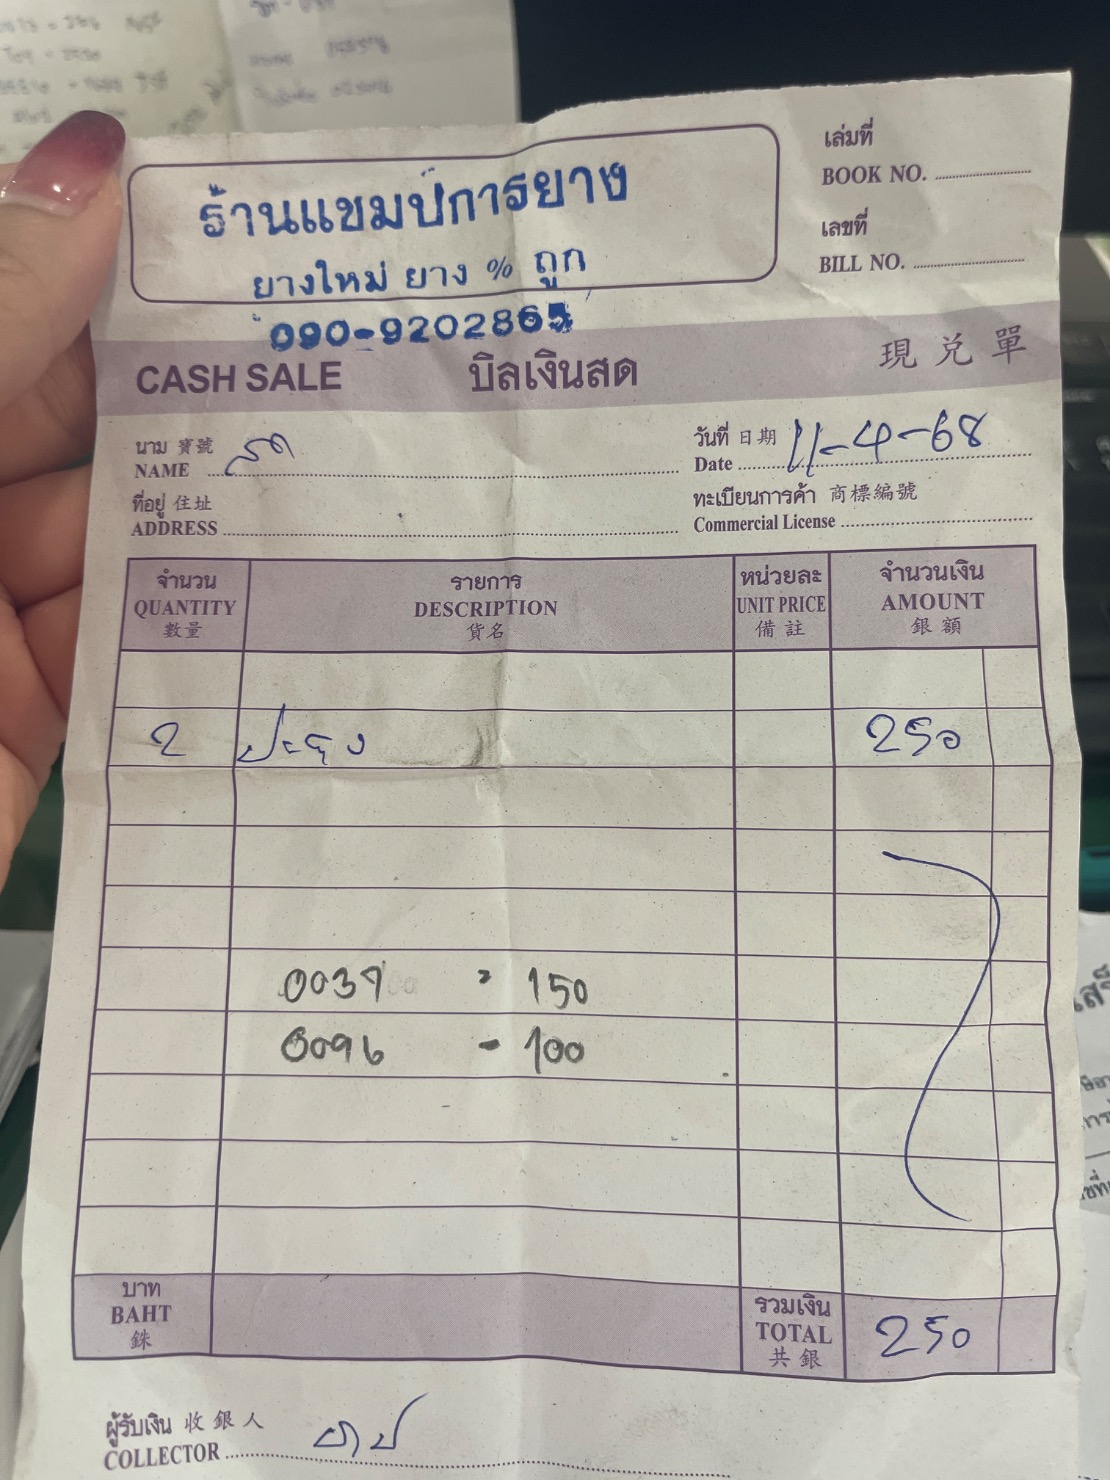 ร้านแชมป์การยาง
ยางใหม่ ยาง % ถูก
090-920286
เล่มที่
BOOK NO.
เลขที่
BILL NO.
CASH SALE บิลเงินสด 現兌單
นาม 寶號
NAME
วันที่ 日期
Date 11-4-68
ที่อยู่ 住址
ADDRESS
ทะเบียนการค้า 商標編號
Commercial License
จำนวน รายการ หน่วยละ จำนวนเงิน
QUANTITY DESCRIPTION UNIT PRICE AMOUNT
數量 貨名 備註 銀額
2 ปะ 250
0037 = 150
0096 - 100
บาท รวมเงิน
BAHT TOTAL 250
銖 共銀
ผู้รับเงิน 收銀人
COLLECTOR